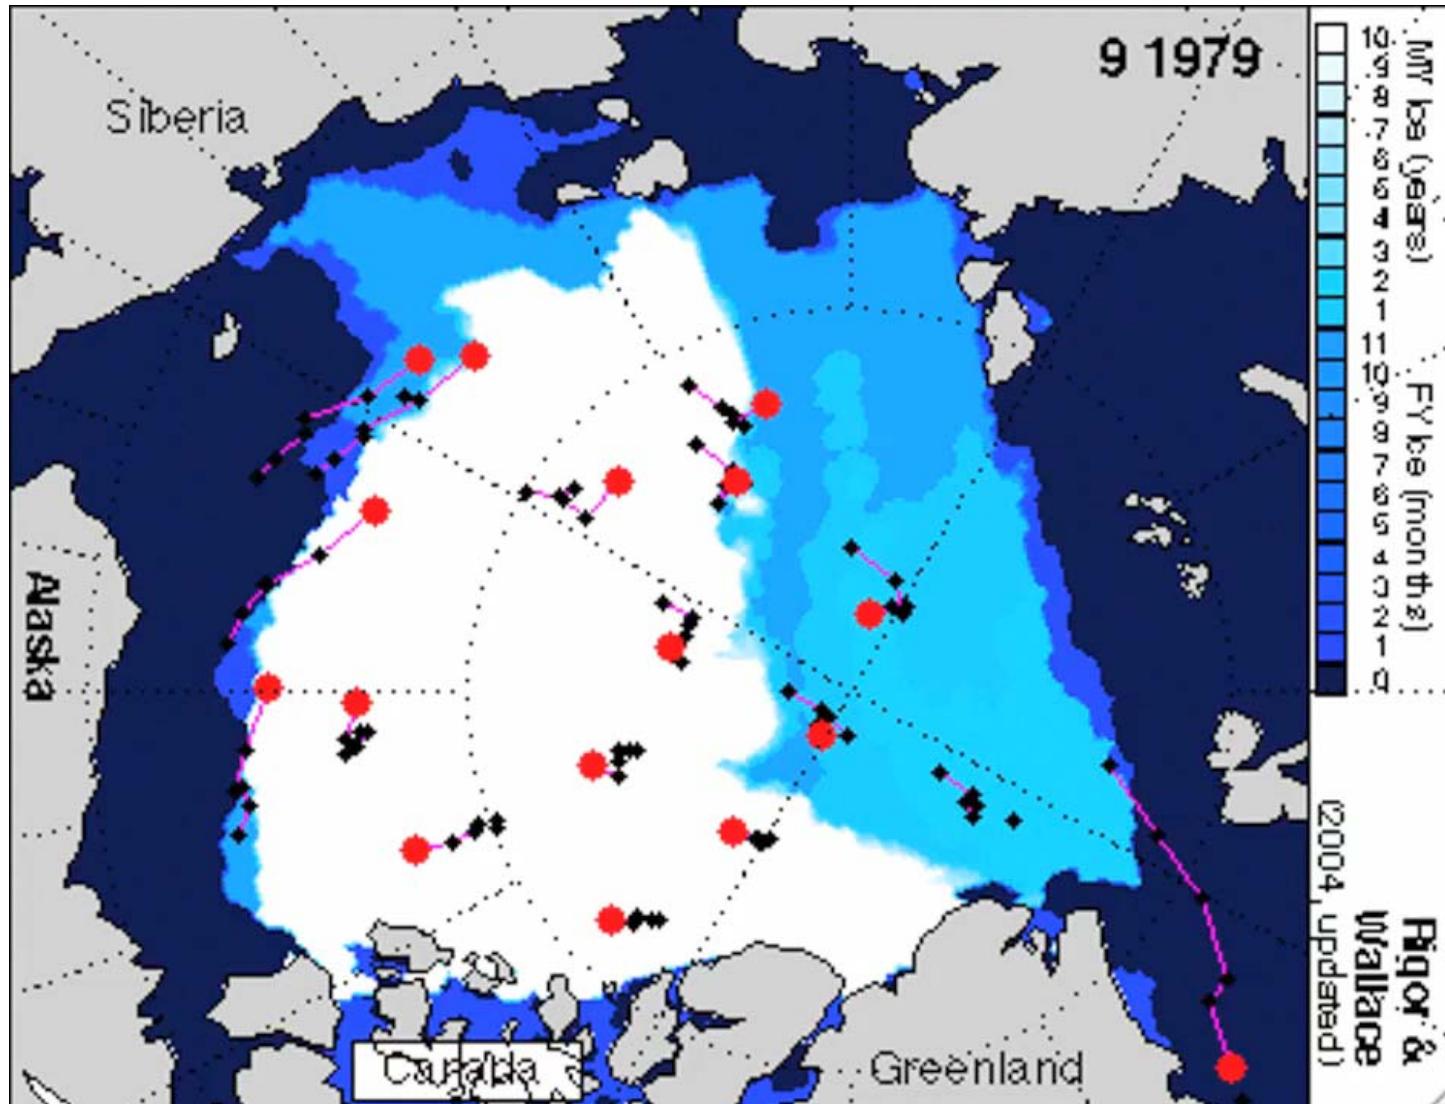 9 1979
Siberia
Alaska
Canada
Greenland
MY Ice (years)
10
9
8
7
6
5
4
3
2
1
FY Ice (months)
11
10
9
8
7
6
5
4
3
2
1
0
Rigor &
Wallace
(2004, updated)